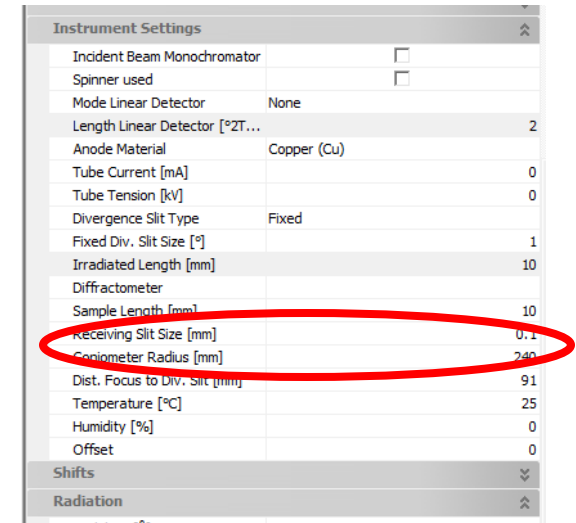 Instrument Settings
Incident Beam Monochromator
Spinner used
Mode Linear Detector None
Length Linear Detector [°2T... 2
Anode Material Copper (Cu)
Tube Current [mA] 0
Tube Tension [kV] 0
Divergence Slit Type Fixed
Fixed Div. Slit Size [°] 1
Irradiated Length [mm] 10
Diffractometer
Sample Length [mm] 10
Receiving Slit Size [mm] 0.1
Goniometer Radius [mm] 240
Dist. Focus to Div. Slit [mm] 91
Temperature [°C] 25
Humidity [%] 0
Offset 0
Shifts
Radiation